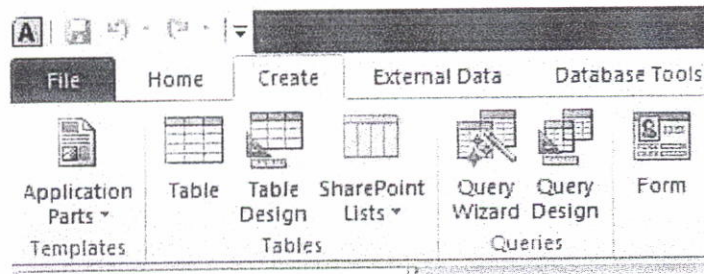 A
File Home Create External Data Database Tools
Application Parts Table Table Design SharePoint Lists Query Wizard Query Design Form
Templates Tables Queries